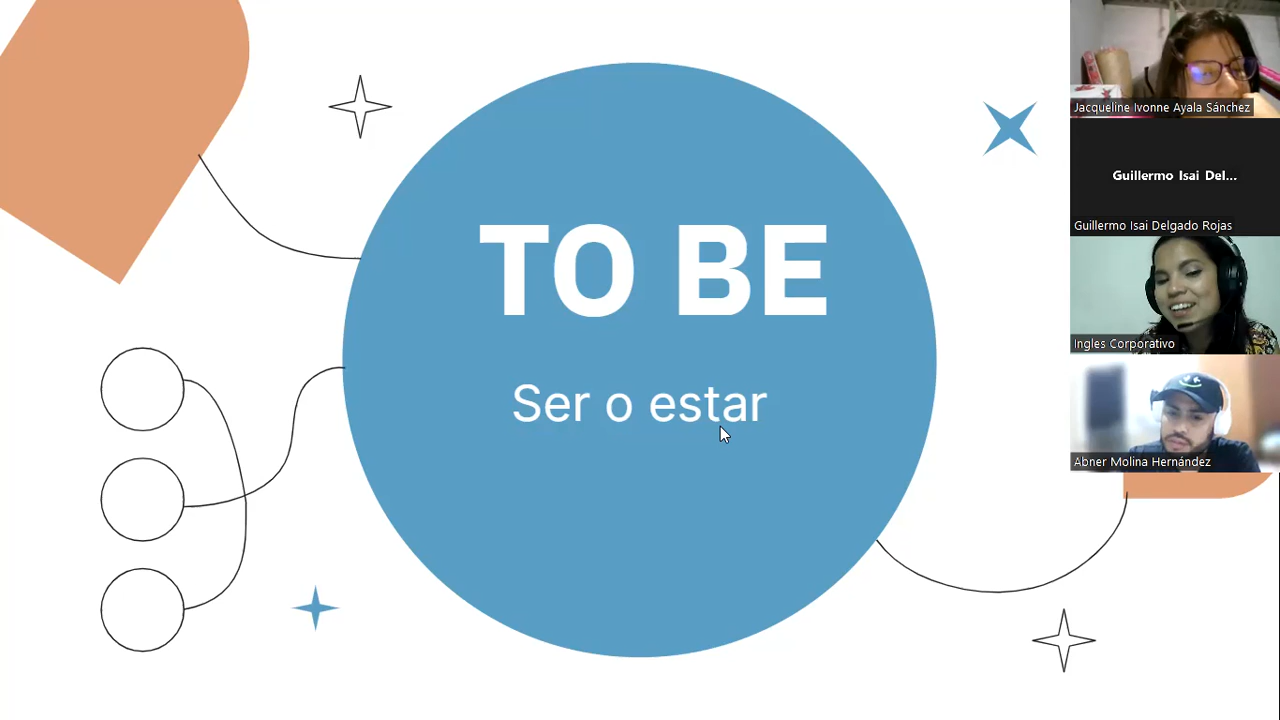 TO BE
Ser o estar
Jacqueline Ivonne Ayala Sánchez
Guillermo Isai Del...
Guillermo Isai Delgado Rojas
Ingles Corporativo
Abner Molina Hernández